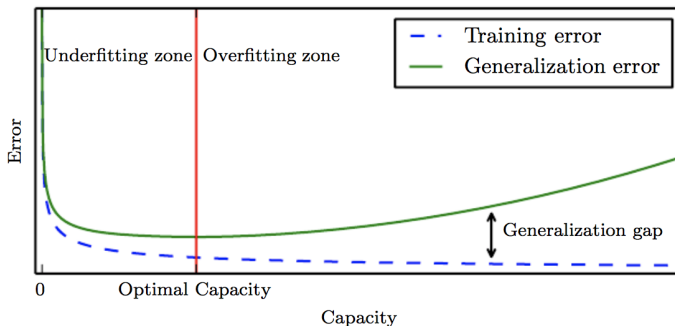 Training error
Generalization error
Underfitting zone
Overfitting zone
Error
Generalization gap
0
Optimal Capacity
Capacity